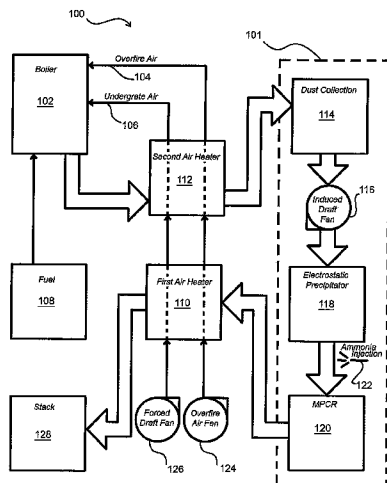 100
101
Boiler
102
Overfire Air
104
Undergrate Air
106
Dust Collection
114
Second Air Heater
112
Induced
Draft
Fan
116
Fuel
108
First Air Heater
110
Electrostatic
Precipitator
118
Ammonia
Injection
122
Stack
128
Forced
Draft Fan
126
Overfire
Air Fan
124
MPCR
120